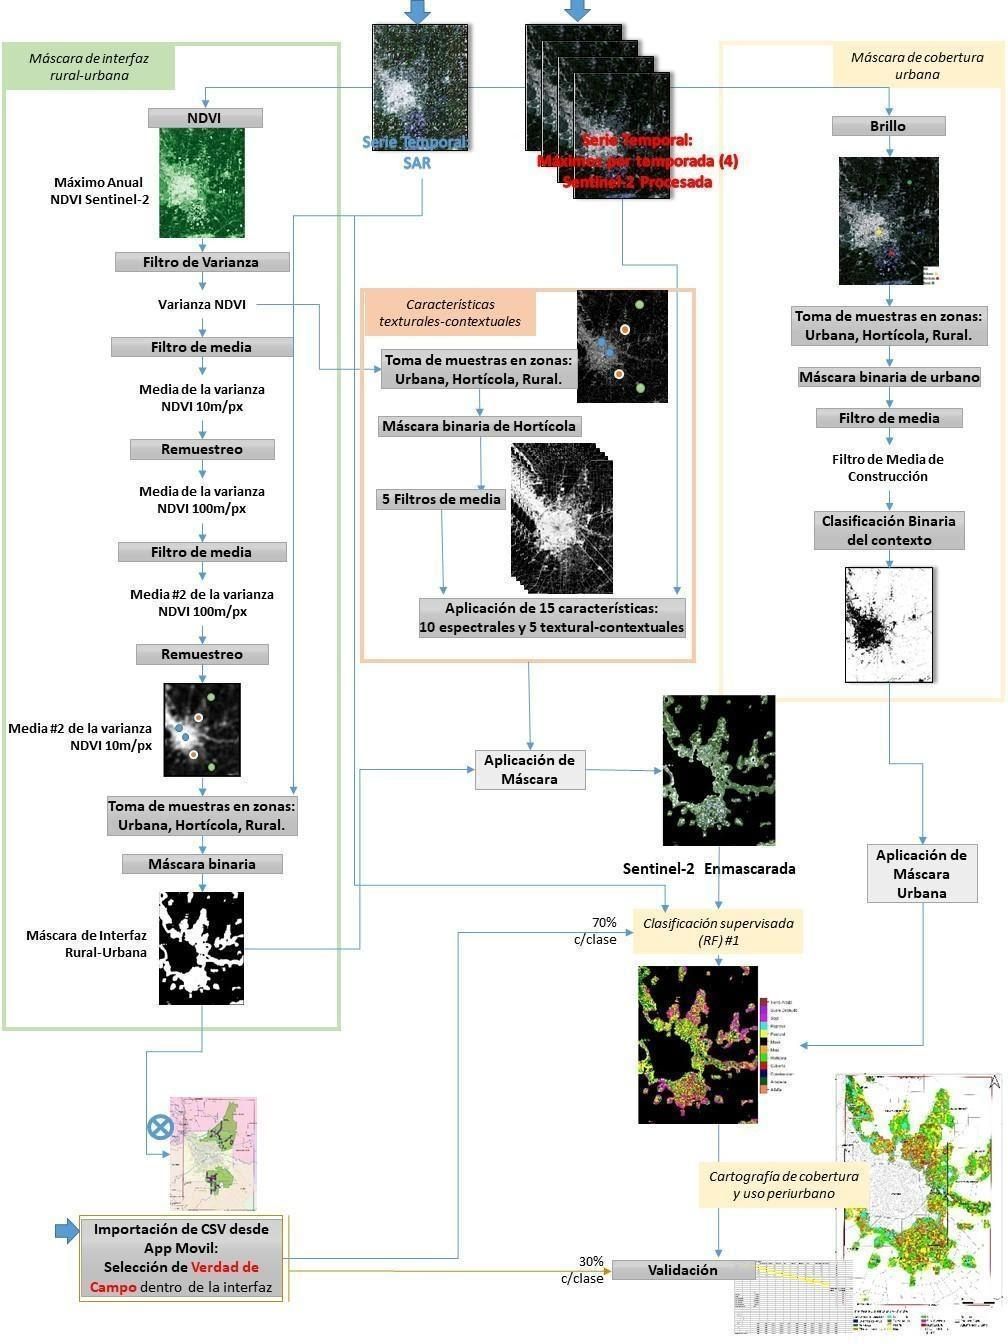 Máscara de interfaz
rural-urbana
NDVI
Máximo Anual
NDVI Sentinel-2
Filtro de Varianza
Varianza NDVI
Filtro de media
Media de la varianza
NDVI 10m/px
Remuestreo
Media de la varianza
NDVI 100m/px
Filtro de media
Media #2 de la varianza
NDVI 100m/px
Remuestreo
Media #2 de la varianza
NDVI 10m/px
Toma de muestras en zonas:
Urbana, Hortícola, Rural.
Máscara binaria
Máscara de Interfaz
Rural-Urbana
Serie Temporal:
SAR
Serie Temporal:
Máximos por temporada (4)
Sentinel-2 Procesada
Características
texturales-contextuales
Toma de muestras en zonas:
Urbana, Hortícola, Rural.
Máscara binaria de Hortícola
5 Filtros de media
Aplicación de 15 características:
10 espectrales y 5 textural-contextuales
Máscara de cobertura
urbana
Brillo
Toma de muestras en zonas:
Urbana, Hortícola, Rural.
Máscara binaria de urbano
Filtro de media
Filtro de Media de
Construcción
Clasificación Binaria
del contexto
Aplicación de
Máscara
Sentinel-2 Enmascarada
Aplicación de
Máscara
Urbana
70%
c/clase
Clasificación supervisada
(RF) #1
Cartografía de cobertura
y uso periurbano
Importación de CSV desde
App Movil:
Selección de Verdad de
Campo dentro de la interfaz
30%
c/clase
Validación